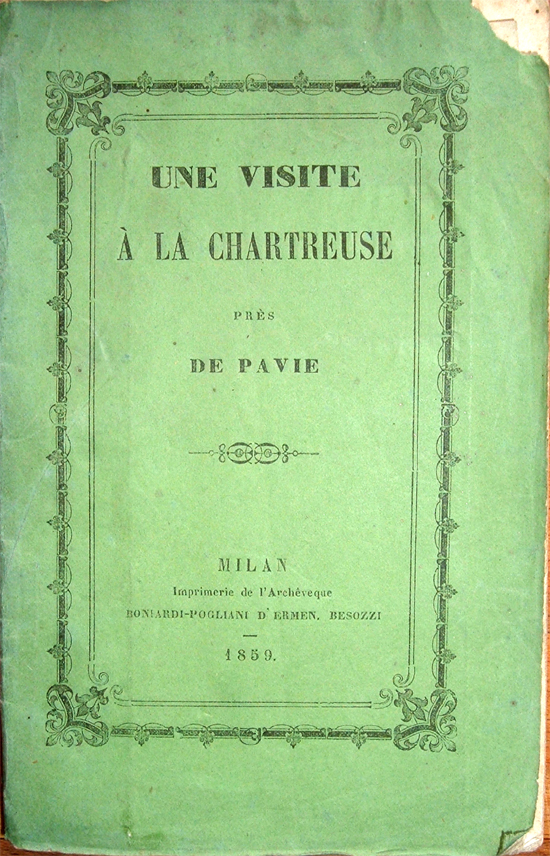 UNE VISITE
À LA CHARTREUSE
PRÈS
DE PAVIE
MILAN
Imprimerie de l'Archêveque
BONIARDI-POGLIANI D'ERMEN. BESOZZI
1859.